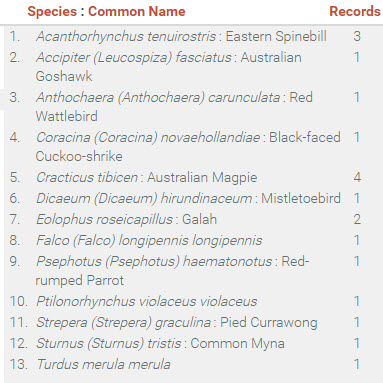 Species : Common Name Records
1. Acanthorhynchus tenuirostris : Eastern Spinebill 3
2. Accipiter (Leucospiza) fasciatus : Australian 1
Goshawk
3. Anthochaera (Anthochaera) carunculata : Red 1
Wattlebird
4. Coracina (Coracina) novaehollandiae : Black-faced 1
Cuckoo-shrike
5. Cracticus tibicen : Australian Magpie 4
6. Dicaeum (Dicaeum) hirundinaceum : Mistletoebird 1
7. Eolophus roseicapillus : Galah 2
8. Falco (Falco) longipennis longipennis 1
9. Psephotus (Psephotus) haematonotus : Red- 1
rumped Parrot
10. Ptilonorhynchus violaceus violaceus 1
11. Strepera (Strepera) graculina : Pied Currawong 1
12. Sturnus (Sturnus) tristis : Common Myna 1
13. Turdus merula merula 1